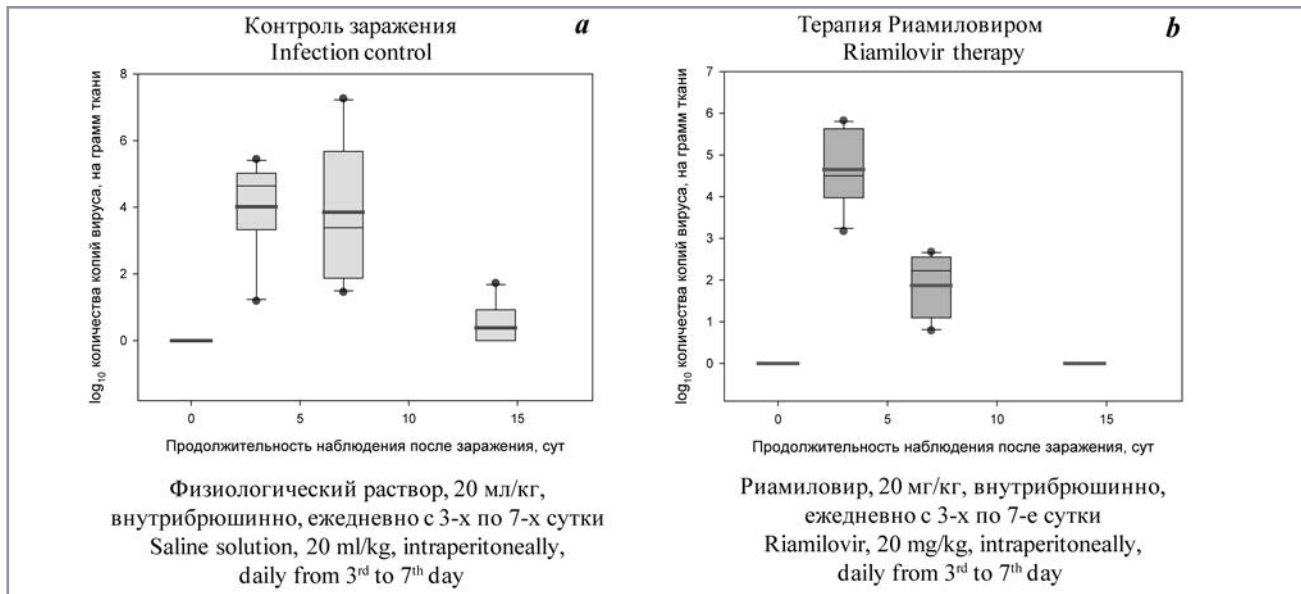 Контроль заражения
Infection control
a
log₁₀ количества копий вируса, на грамм ткани
8
6
4
2
0
0 5 10 15
Продолжительность наблюдения после заражения, сут
Физиологический раствор, 20 мл/кг,
внутрибрюшинно, ежедневно с 3-х по 7-х сутки
Saline solution, 20 ml/kg, intraperitoneally,
daily from 3rd to 7th day
Терапия Риамиловиром
Riamilovir therapy
b
log₁₀ количества копий вируса, на грамм ткани
7
6
5
4
3
2
1
0
0 5 10 15
Продолжительность наблюдения после заражения, сут
Риамиловир, 20 мг/кг, внутрибрюшинно,
ежедневно с 3-х по 7-е сутки
Riamilovir, 20 mg/kg, intraperitoneally,
daily from 3rd to 7th day